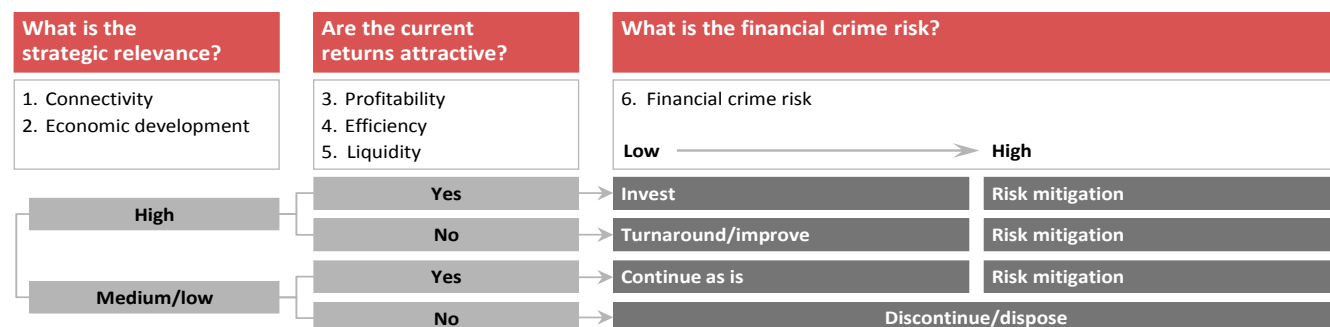 What is the
strategic relevance?
Are the current
returns attractive?
What is the financial crime risk?
1. Connectivity
2. Economic development
3. Profitability
4. Efficiency
5. Liquidity
6. Financial crime risk
Low
High
High
Yes
Invest
Risk mitigation
No
Turnaround/improve
Risk mitigation
Medium/low
Yes
Continue as is
Risk mitigation
No
Discontinue/dispose